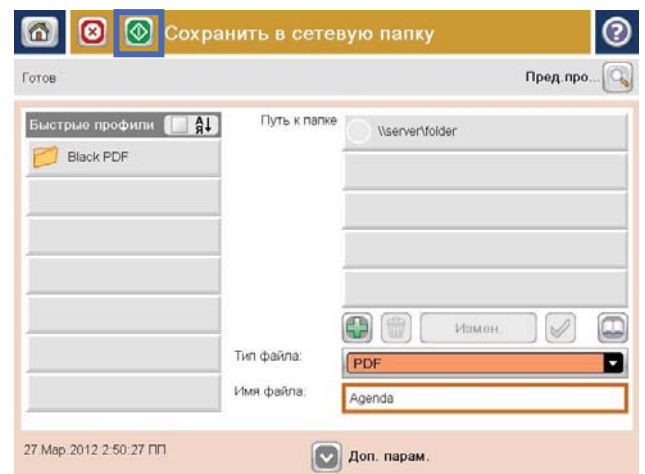 Сохранить в сетевую папку
Готов
Пред.про...
Быстрые профили
А
Я
Путь к папке
\\server\folder
Black PDF
Измен.
Тип файла:
PDF
Имя файла:
Agenda
27.Мар.2012 2:50:27 ПП
Доп. парам.